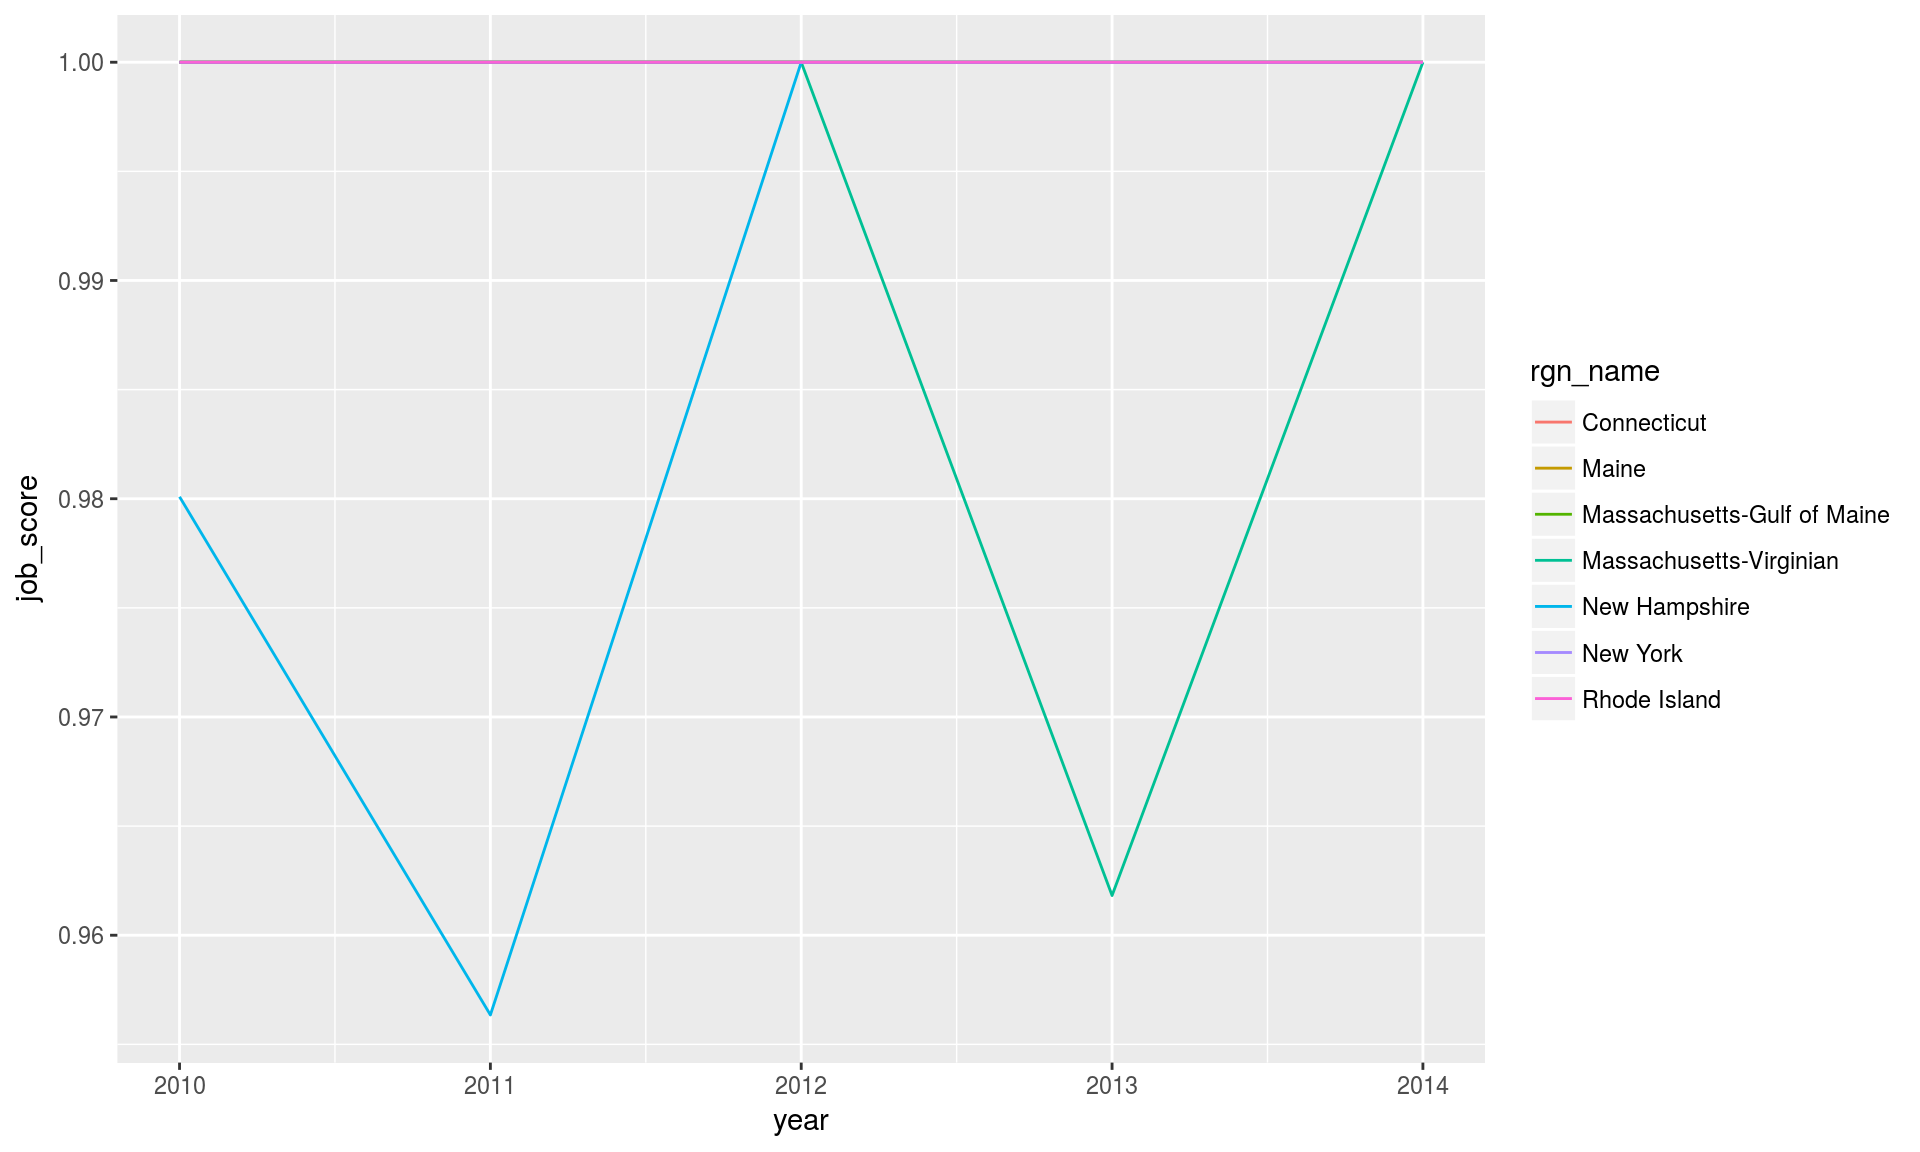 1.00
0.99
0.98
0.97
0.96
job_score
2010 2011 2012 2013 2014
year
rgn_name
Connecticut
Maine
Massachusetts-Gulf of Maine
Massachusetts-Virginian
New Hampshire
New York
Rhode Island